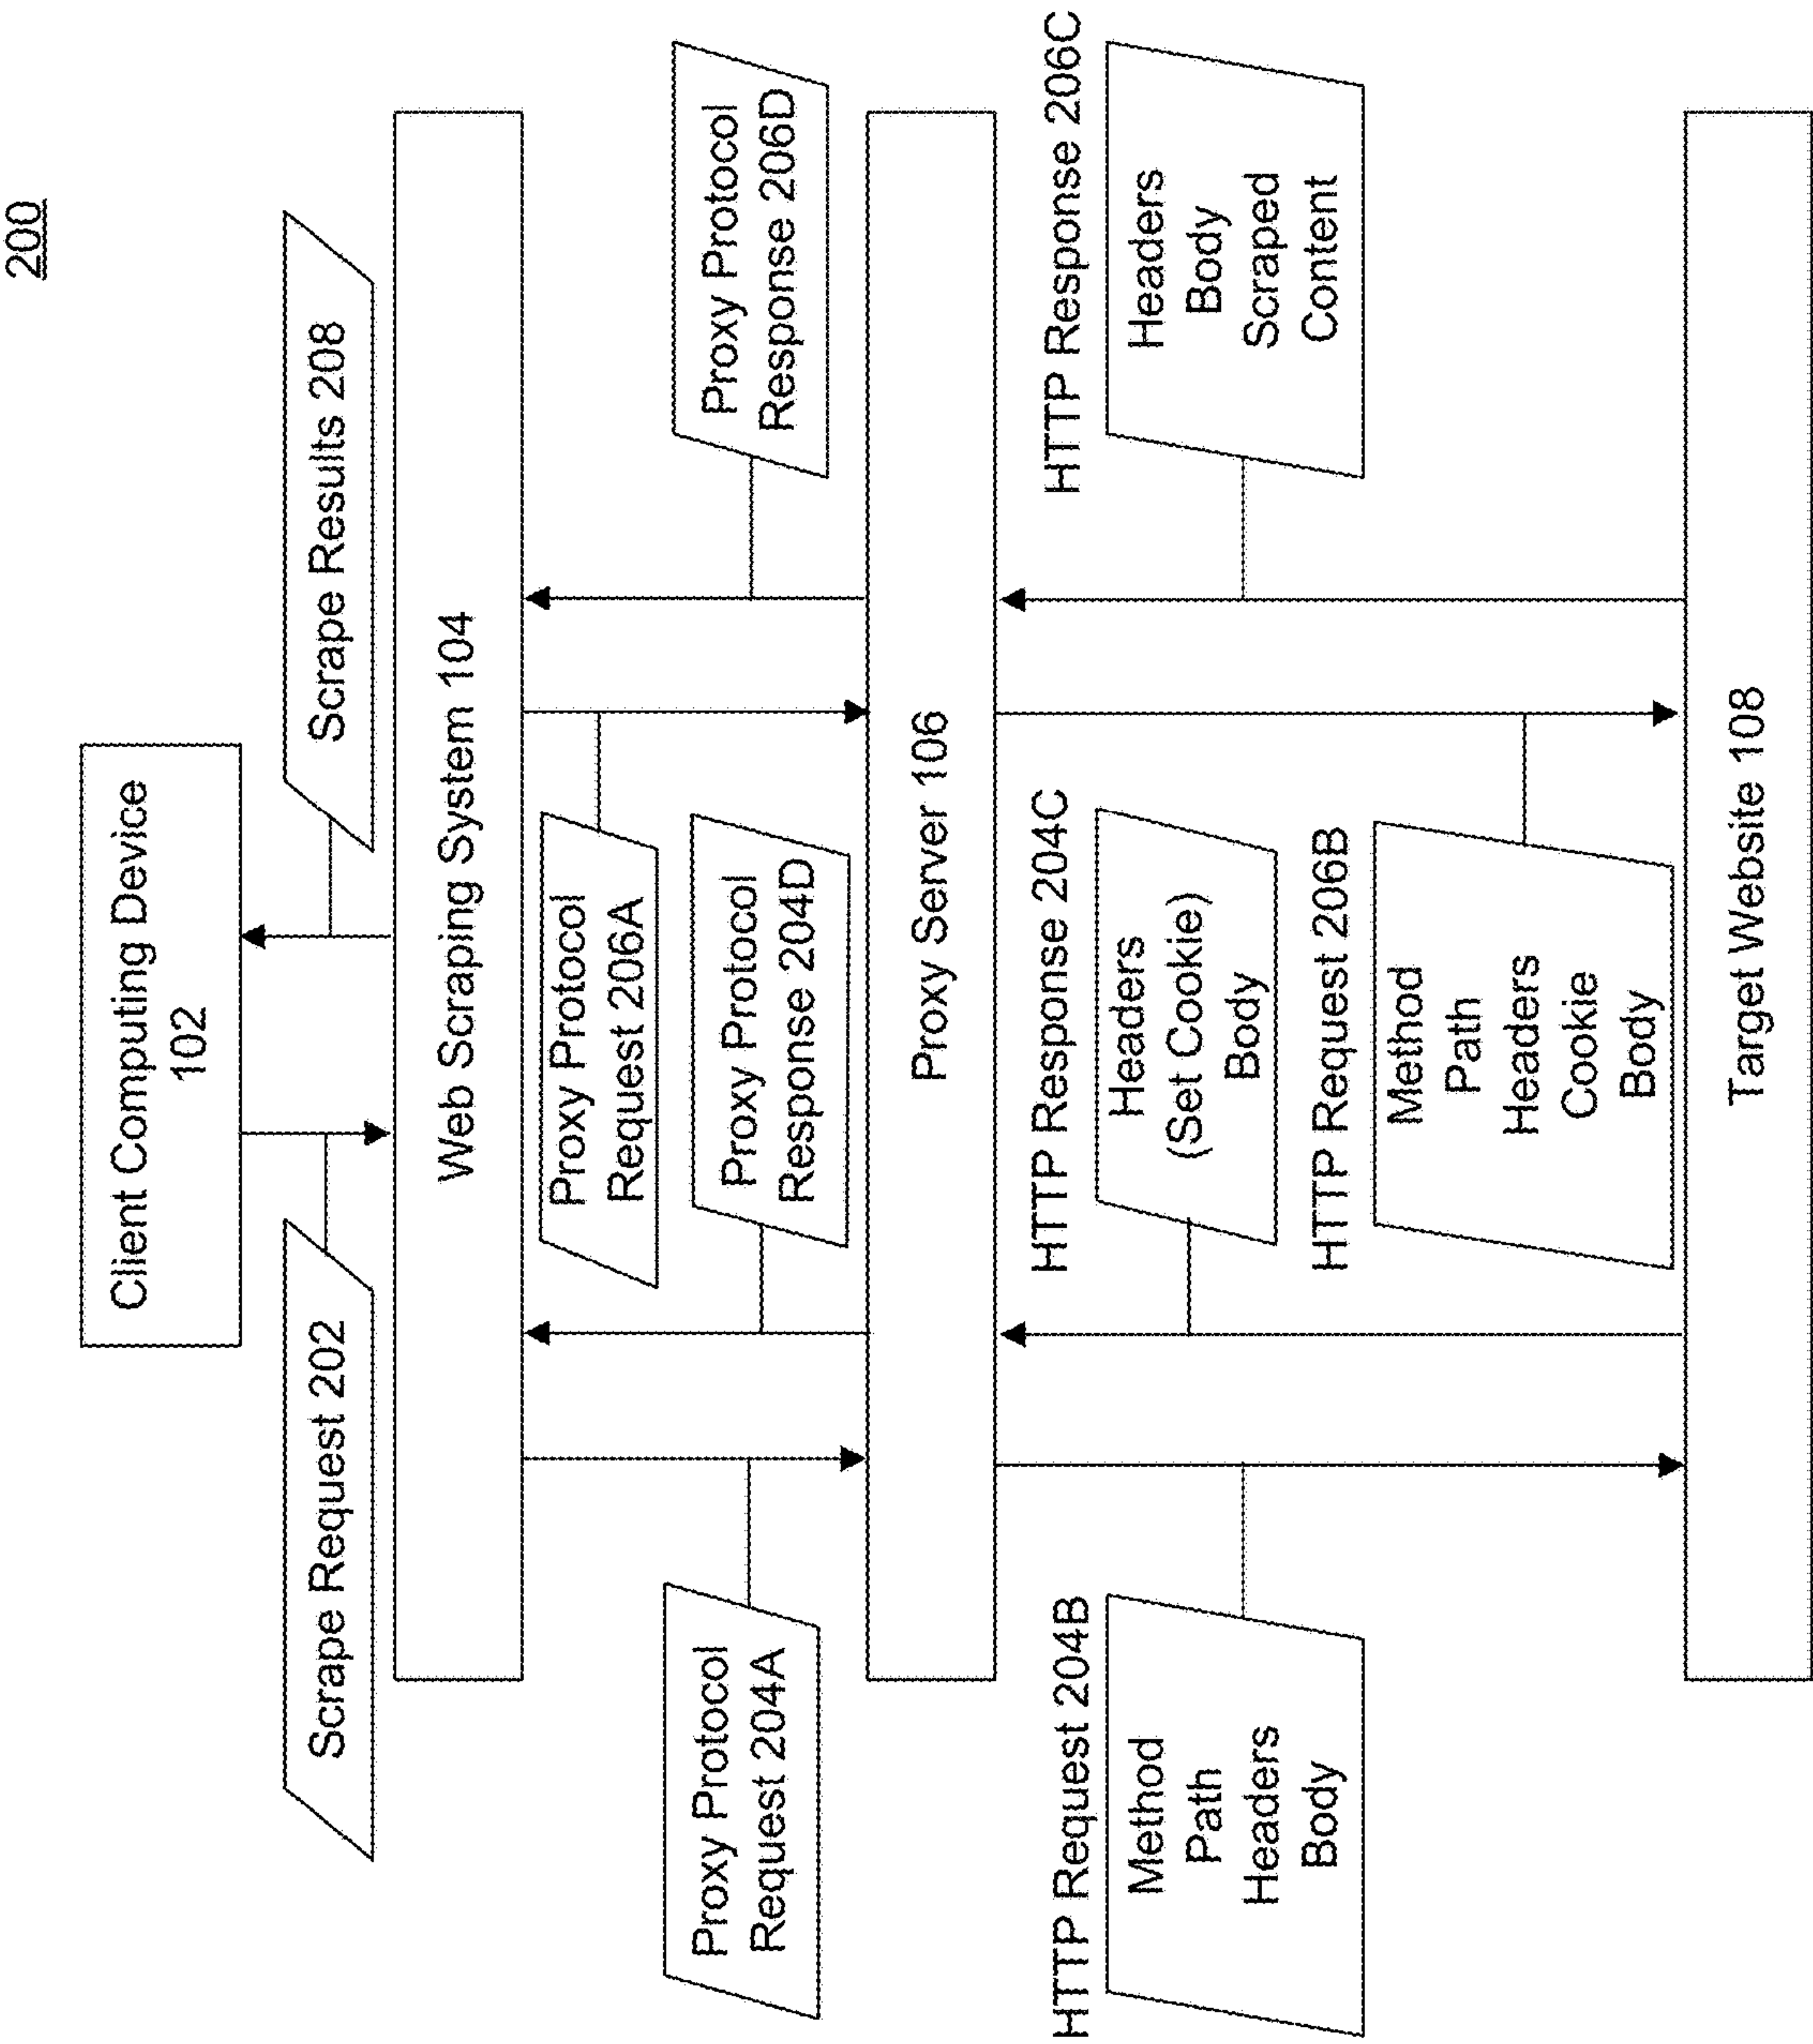 200
Client Computing Device
102
Scrape Request 202
Scrape Results 208
Web Scraping System 104
Proxy Protocol
Request 204A
Proxy Protocol
Request 206A
Proxy Protocol
Response 204D
Proxy Protocol
Response 206D
Proxy Server 106
HTTP Request 204B
Method
Path
Headers
Body
HTTP Response 204C
Headers
(Set Cookie)
Body
HTTP Request 206B
Method
Path
Headers
Cookie
Body
HTTP Response 206C
Headers
Body
Scraped
Content
Target Website 108